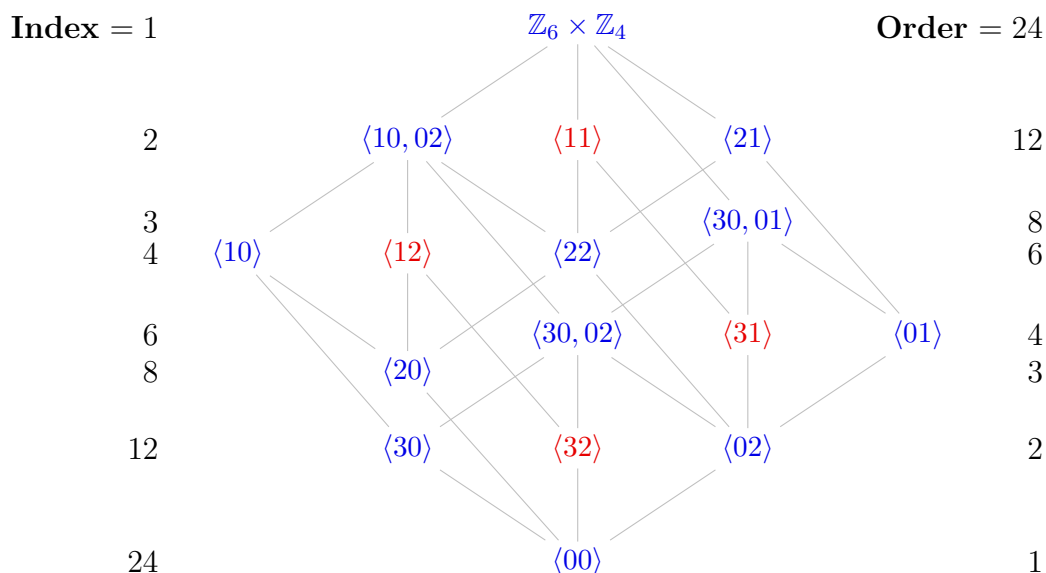 Index = 1 ℤ₆ × ℤ₄ Order = 24
2 ⟨10, 02⟩ ⟨11⟩ ⟨21⟩ 12
3 ⟨30, 01⟩ 8
4 ⟨10⟩ ⟨12⟩ ⟨22⟩ 6
6 ⟨30, 02⟩ ⟨31⟩ ⟨01⟩ 4
8 ⟨20⟩ 3
12 ⟨30⟩ ⟨32⟩ ⟨02⟩ 2
24 ⟨00⟩ 1